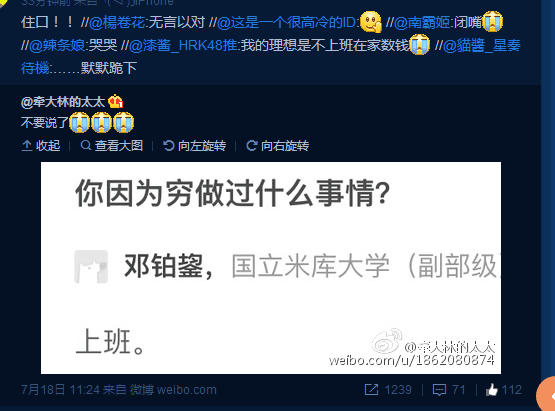 33分钟前 来自 iPhone
住口！！ //@楊卷花:无言以对 //@这是一个很高冷的ID: //@南霸姬:闭嘴
//@辣条娘:哭哭 //@漆酱_HRK48推:我的理想是不上班在家数钱 //@貓醬_星奏
待機:……默默跪下
@牵大林的太太
不要说了
收起 | 查看大图 | 向左旋转 | 向右旋转
你因为穷做过什么事情？
邓铂鋆，国立米库大学（副部级）
上班。
@牵大林的太太
weibo.com/u/1862080874
7月18日 11:24 来自 微博 weibo.com 1239 | 71 | 112